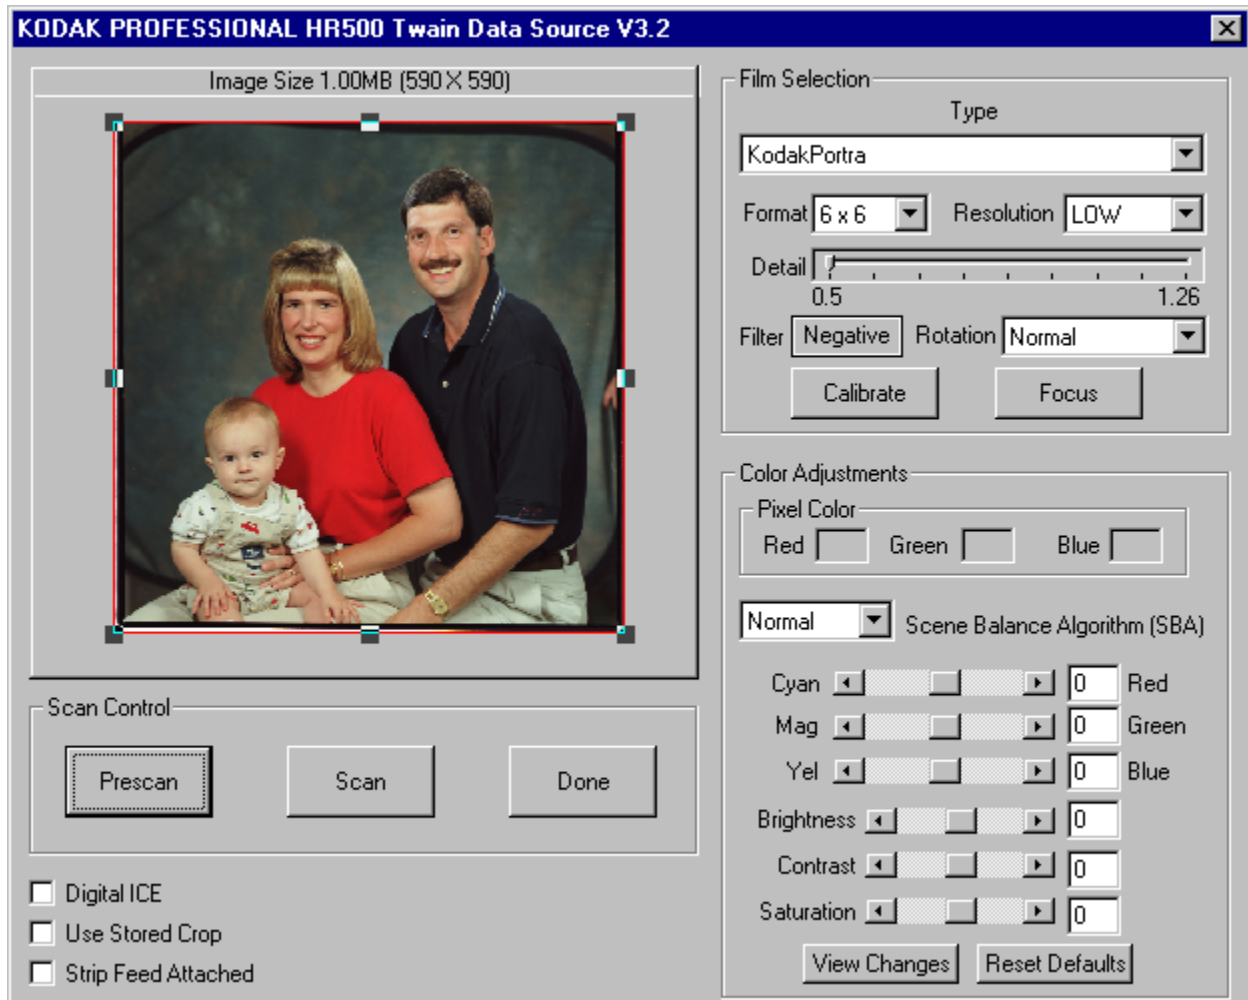 KODAK PROFESSIONAL HR500 Twain Data Source V3.2
Image Size 1.00MB (590 X 590)
Film Selection
Type
KodakPortra
Format 6 x 6 Resolution LOW
Detail
0.5 1.26
Filter Negative Rotation Normal
Calibrate Focus
Color Adjustments
Pixel Color
Red Green Blue
Normal Scene Balance Algorithm (SBA)
Cyan 0 Red
Mag 0 Green
Yel 0 Blue
Brightness 0
Contrast 0
Saturation 0
View Changes Reset Defaults
Scan Control
Prescan Scan Done
Digital ICE
Use Stored Crop
Strip Feed Attached